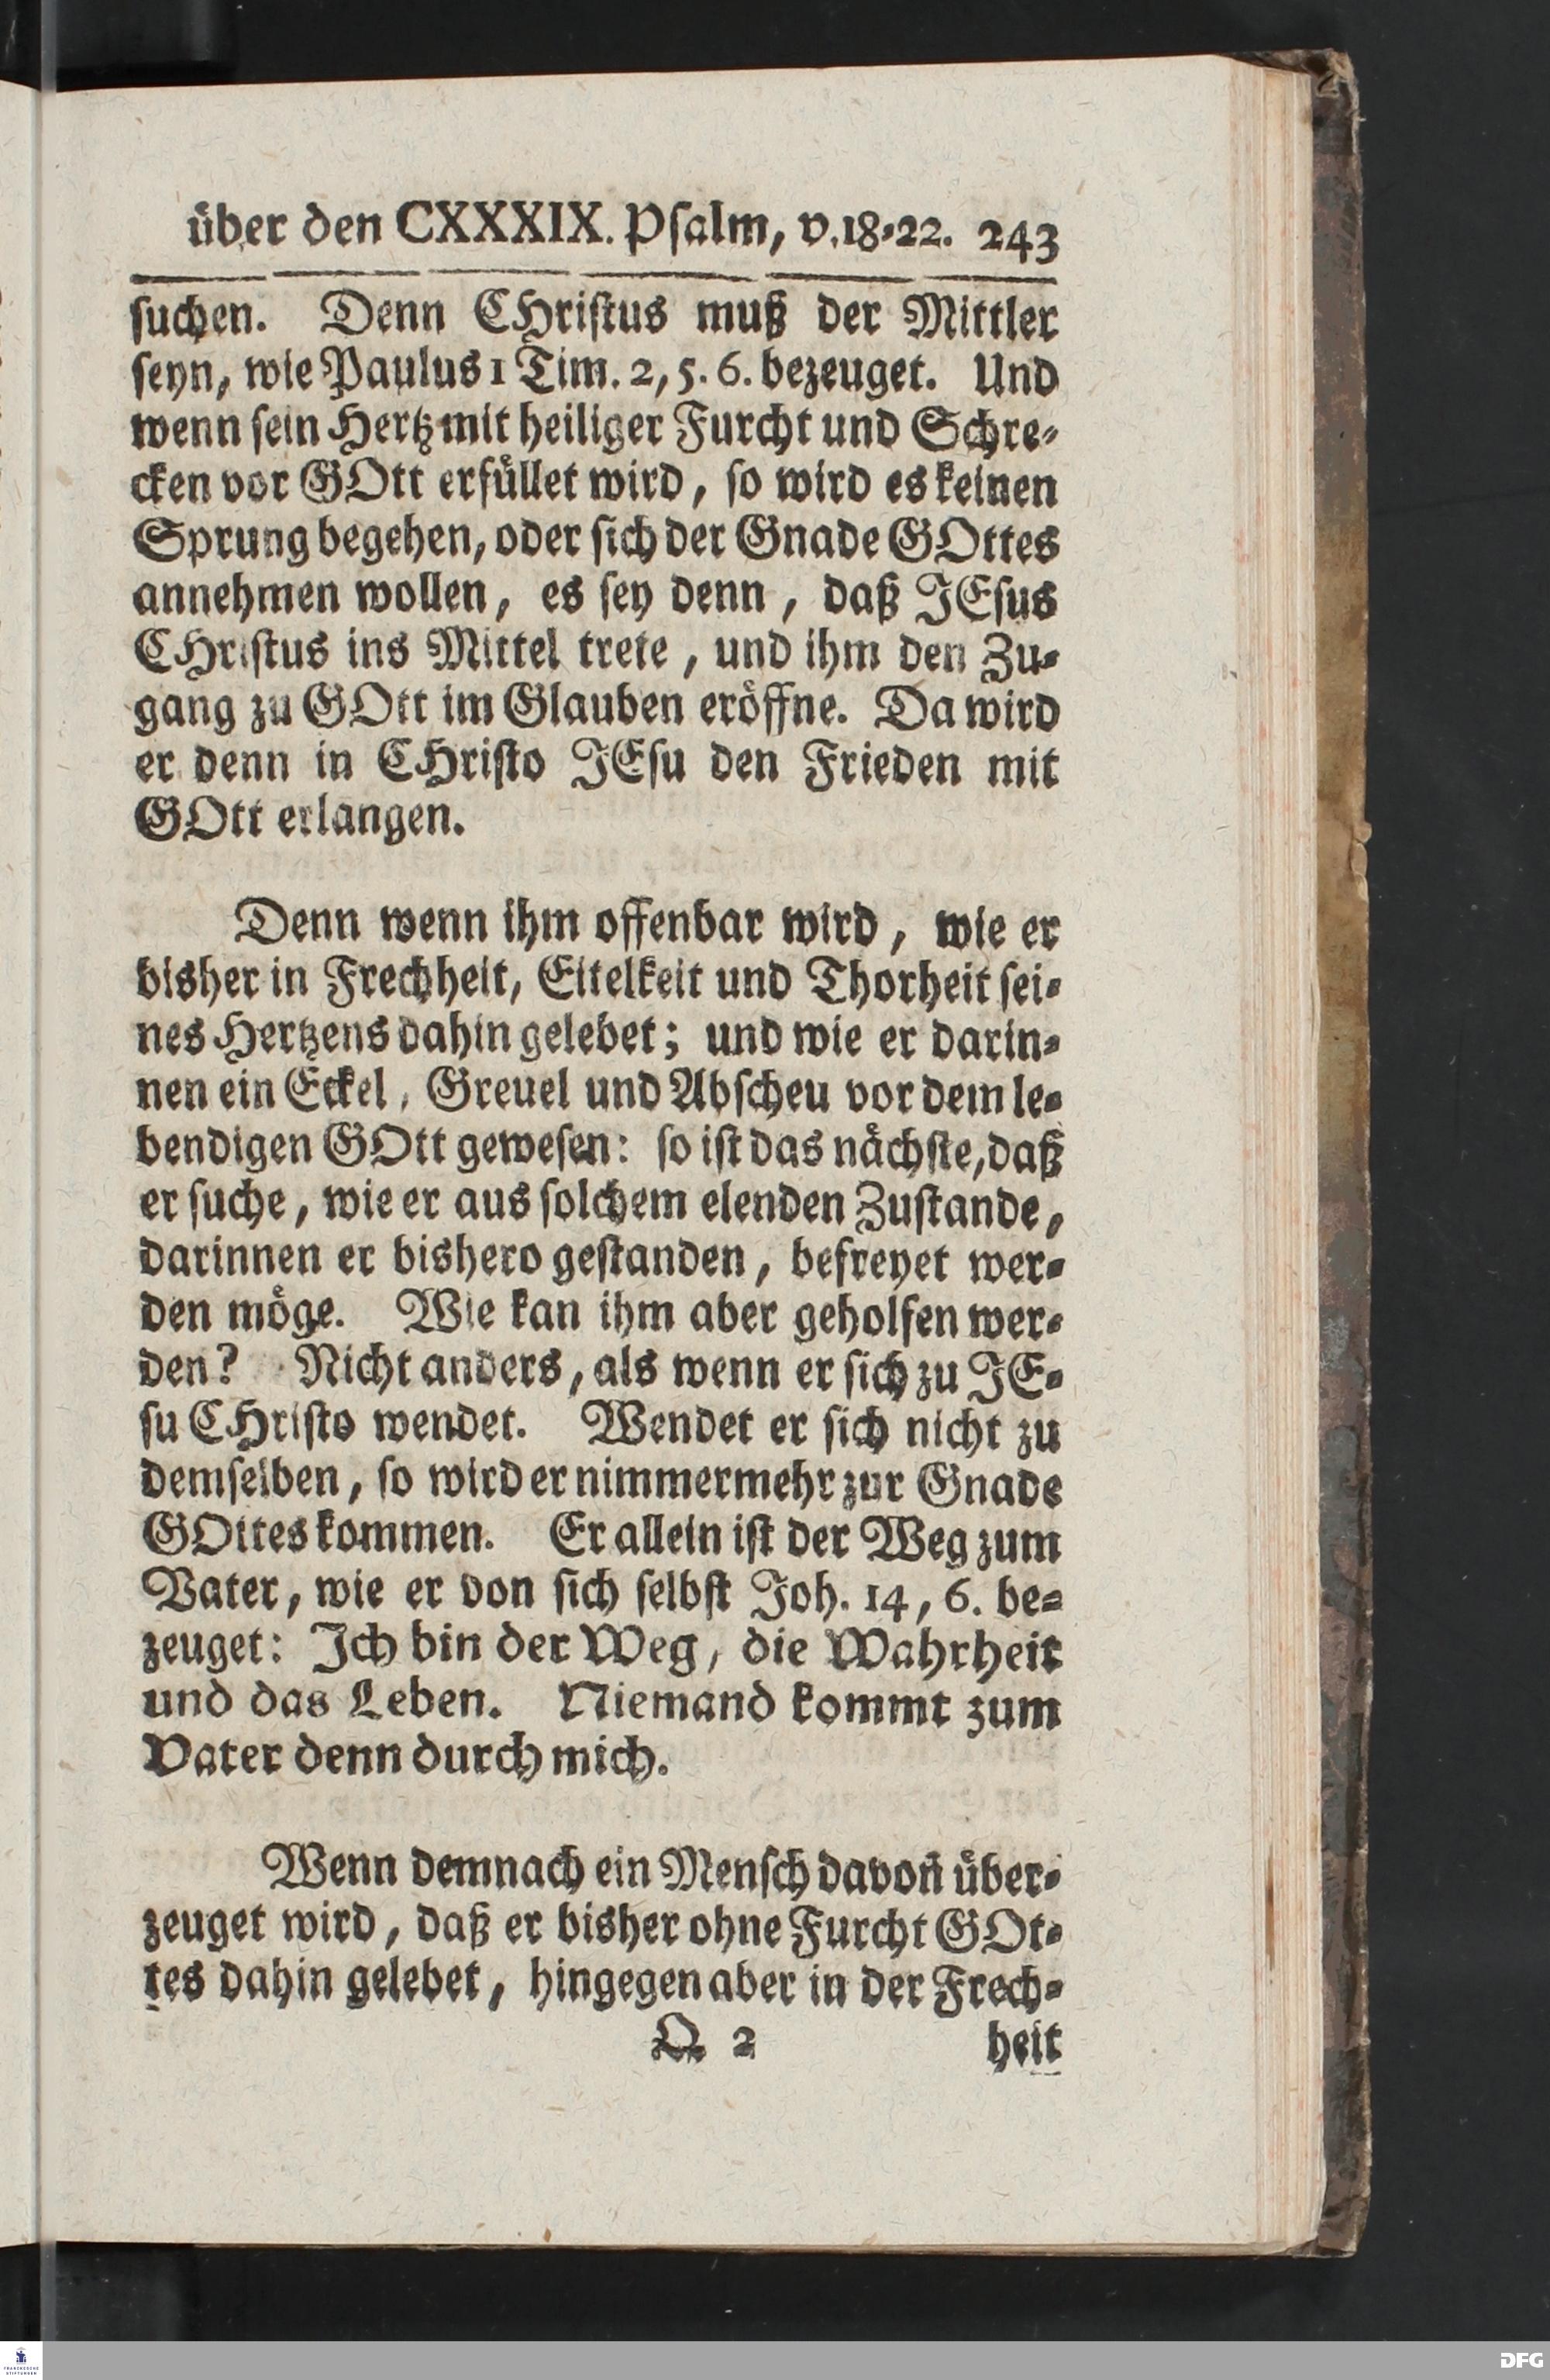 über den CXXXIX. Psalm, v. 18-22. 243
suchen. Denn CHristus muß der Mittler
seyn, wie Paulus 1 Tim. 2, 5. 6. bezeuget. Und
wenn sein Hertz mit heiliger Furcht und Schre-
cken vor GOtt erfüllet wird, so wird es keinen
Sprung begehen, oder sich der Gnade GOttes
annehmen wollen, es sey denn, daß JEsus
CHristus ins Mittel trete, und ihm den Zu-
gang zu GOtt im Glauben eröffne. Da wird
er denn in CHristo JEsu den Frieden mit
GOtt erlangen.
Denn wenn ihm offenbar wird, wie er
bisher in Frechheit, Eitelkeit und Thorheit sei-
nes Hertzens dahin gelebet; und wie er darin-
nen ein Eckel, Greuel und Abscheu vor dem le-
bendigen GOtt gewesen: so ist das nächste, daß
er suche, wie er aus solchem elenden Zustande,
darinnen er bishero gestanden, befreyet wer-
den möge. Wie kan ihm aber geholfen wer-
den? Nicht anders, als wenn er sich zu JE-
su CHristo wendet. Wendet er sich nicht zu
demselben, so wird er nimmermehr zur Gnade
GOttes kommen. Er allein ist der Weg zum
Vater, wie er von sich selbst Joh. 14, 6. be-
zeuget: Ich bin der Weg, die Wahrheit
und das Leben. Niemand kommt zum
Vater denn durch mich.
Wenn demnach ein Mensch davon über-
zeuget wird, daß er bisher ohne Furcht GOt-
tes dahin gelebet, hingegen aber in der Frech-
Q 2 heit
FRANCKESCHE STIFTUNGEN
DFG